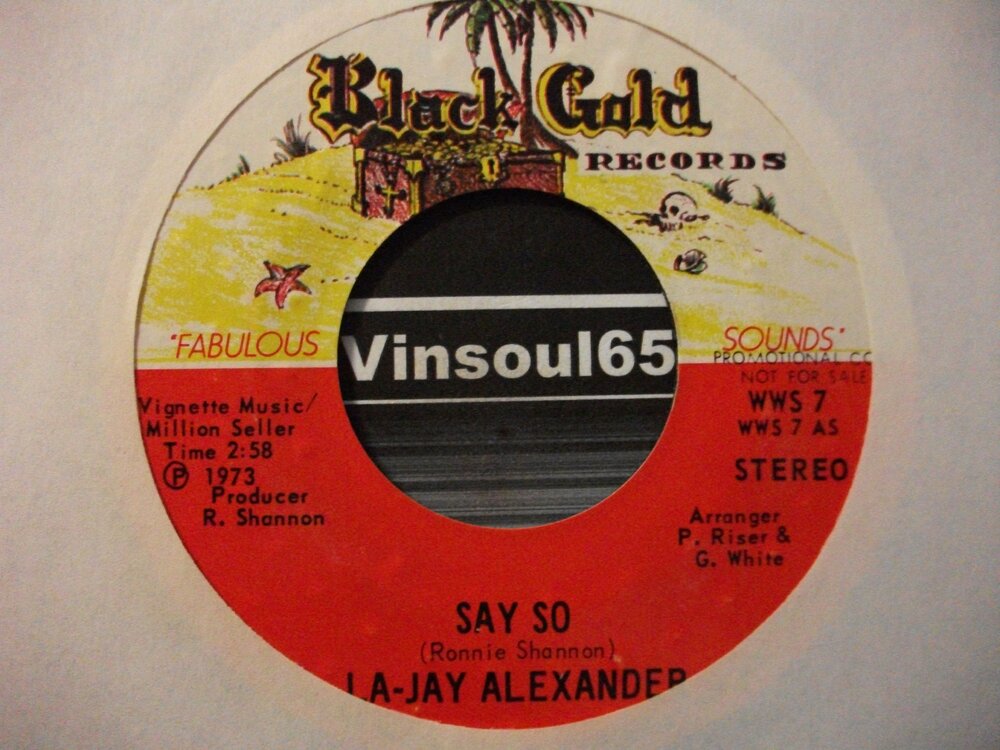 Black Gold
RECORDS
"FABULOUS
SOUNDS"
Vinsoul65
PROMOTIONAL
NOT FOR SALE
WWS 7
WWS 7 AS
STEREO
Vignette Music/
Million Seller
Time 2:58
℗ 1973
Producer
R. Shannon
Arranger
P. Riser &
G. White
SAY SO
(Ronnie Shannon)
LA-JAY ALEXANDER